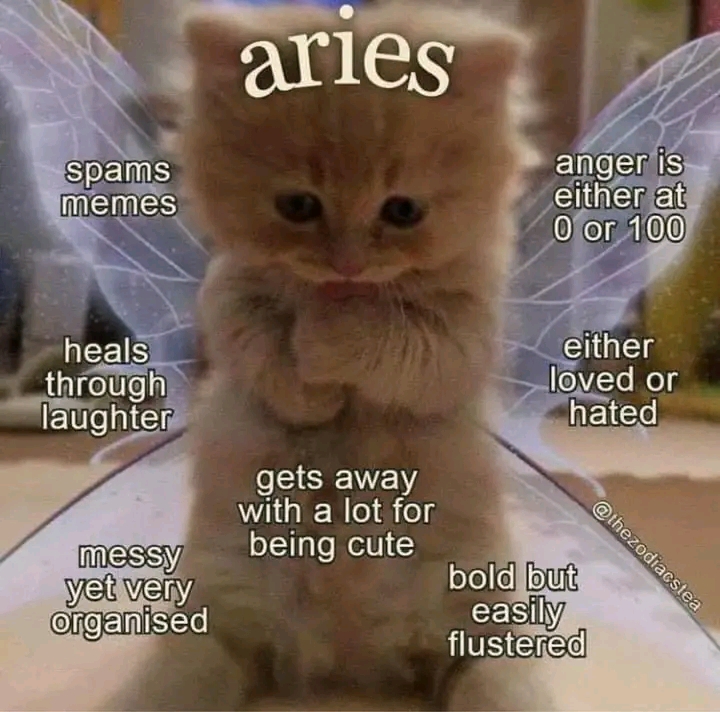 aries
spams
memes
anger is
either at
0 or 100
heals
through
laughter
either
loved or
hated
gets away
with a lot for
being cute
messy
yet very
organised
bold but
easily
flustered
@thezodiacstea